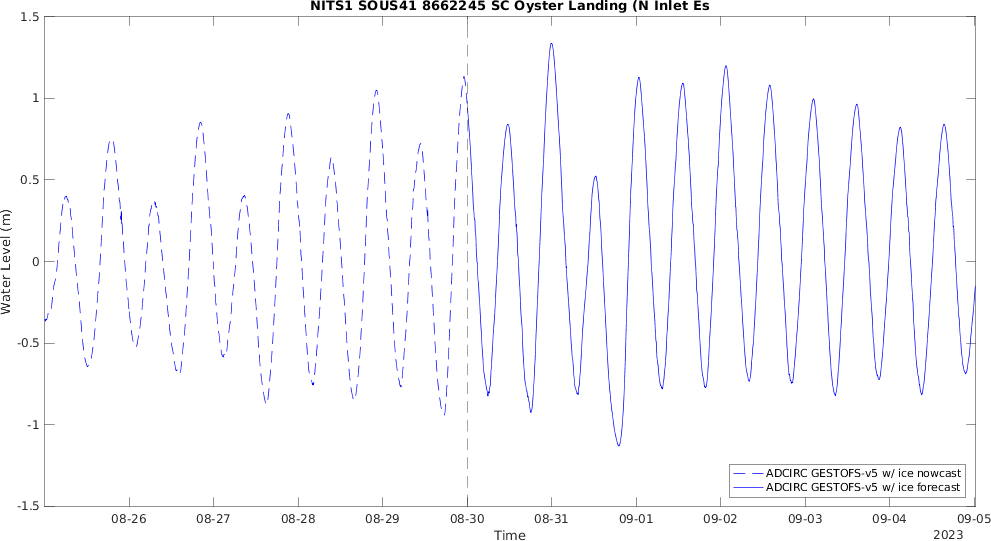 NITS1 SOUS41 8662245 SC Oyster Landing (N Inlet Es
1.5
1
0.5
0
-0.5
-1
-1.5
Water Level (m)
08-26 08-27 08-28 08-29 08-30 08-31 09-01 09-02 09-03 09-04 09-05
Time
2023
ADCIRC GESTOFS-v5 w/ ice nowcast
ADCIRC GESTOFS-v5 w/ ice forecast